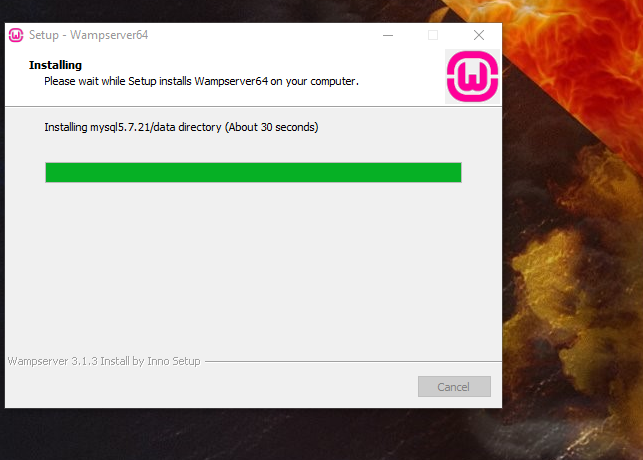 Setup - Wampserver64
Installing
Please wait while Setup installs Wampserver64 on your computer.
Installing mysql5.7.21/data directory (About 30 seconds)
Wampserver 3.1.3 Install by Inno Setup
Cancel